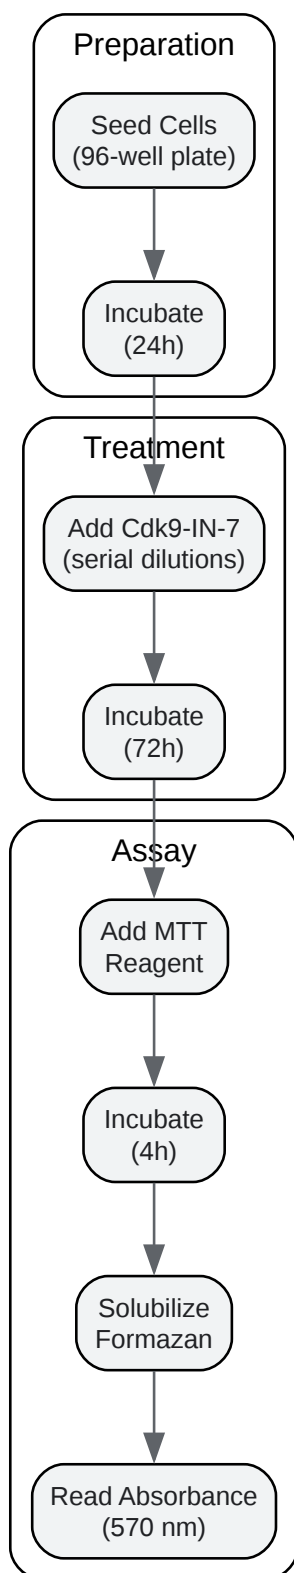 Preparation
Seed Cells
(96-well plate)
Incubate
(24h)
Treatment
Add Cdk9-IN-7
(serial dilutions)
Incubate
(72h)
Assay
Add MTT
Reagent
Incubate
(4h)
Solubilize
Formazan
Read Absorbance
(570 nm)